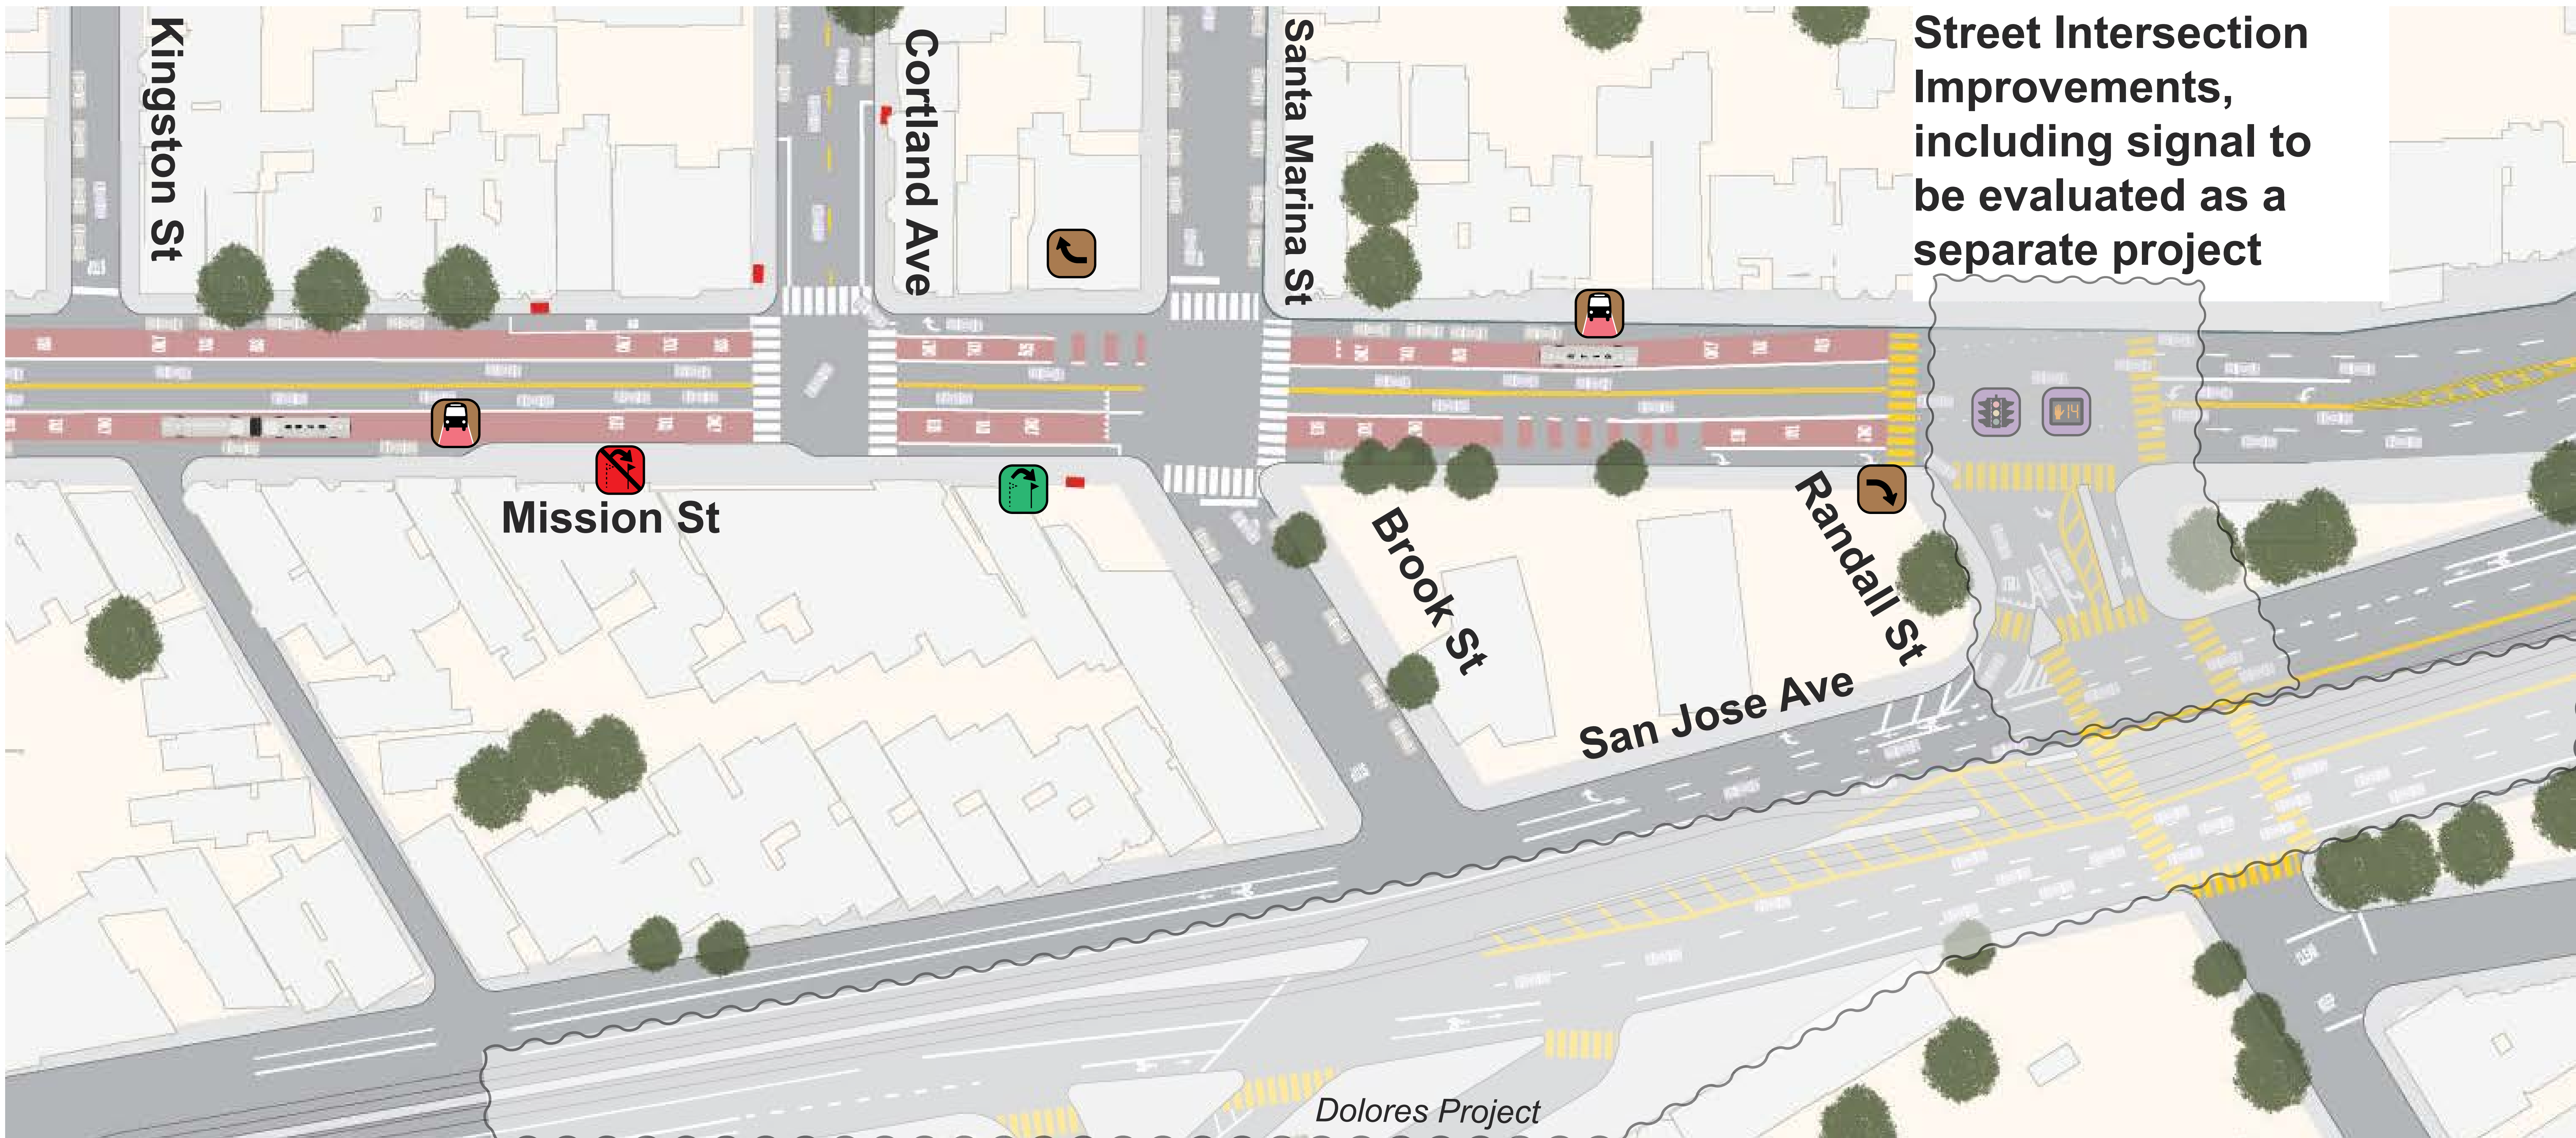 Kingston St
Cortland Ave
Santa Marina St
Street Intersection
Improvements,
including signal to
be evaluated as a
separate project
Mission St
Brook St
Randall St
San Jose Ave
14
Dolores Project